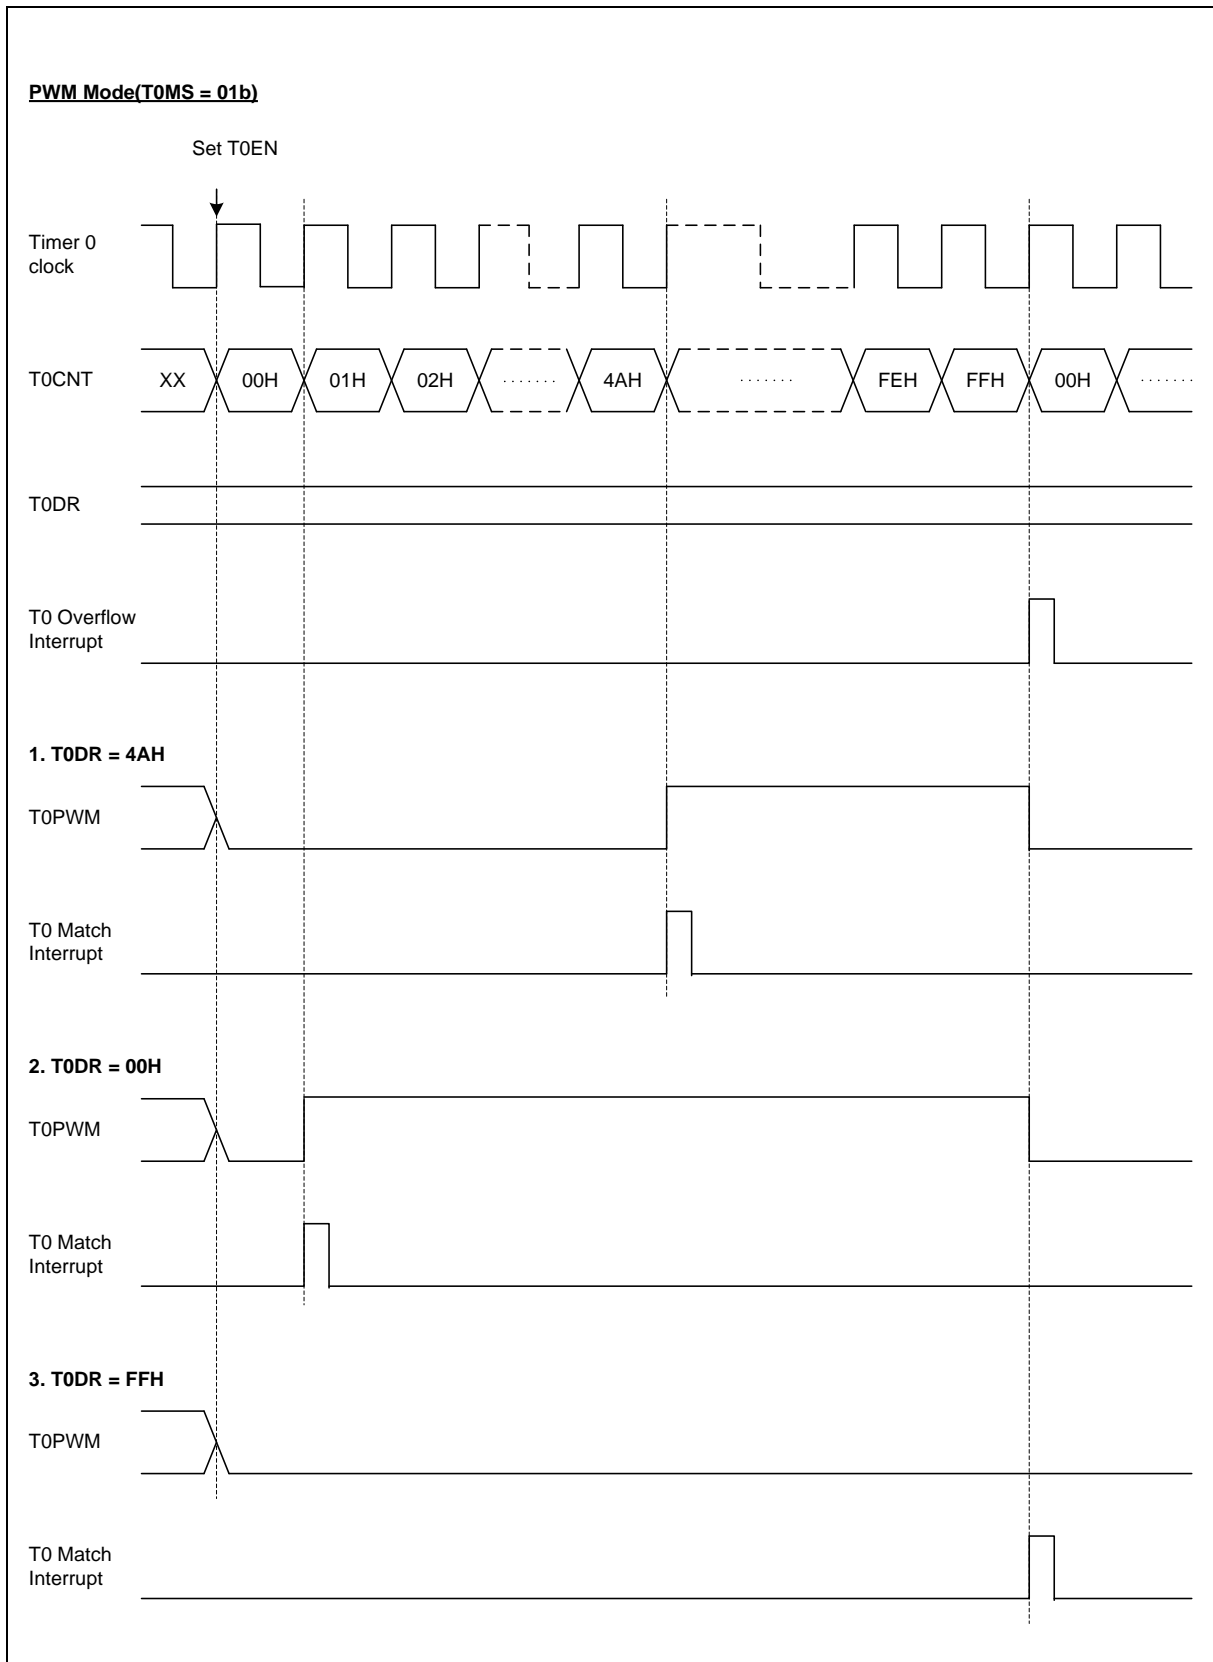 PWM Mode(T0MS = 01b)
Set T0EN
Timer 0
clock
T0CNT XX 00H 01H 02H ······· 4AH ······· FEH FFH 00H ·······
T0DR
T0 Overflow
Interrupt
1. T0DR = 4AH
T0PWM
T0 Match
Interrupt
2. T0DR = 00H
T0PWM
T0 Match
Interrupt
3. T0DR = FFH
T0PWM
T0 Match
Interrupt